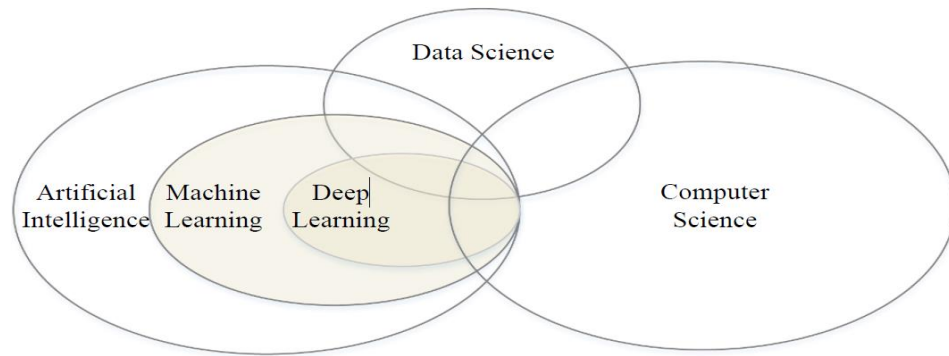 Data Science
Artificial
Intelligence
Machine
Learning
Deep
Learning
Computer
Science